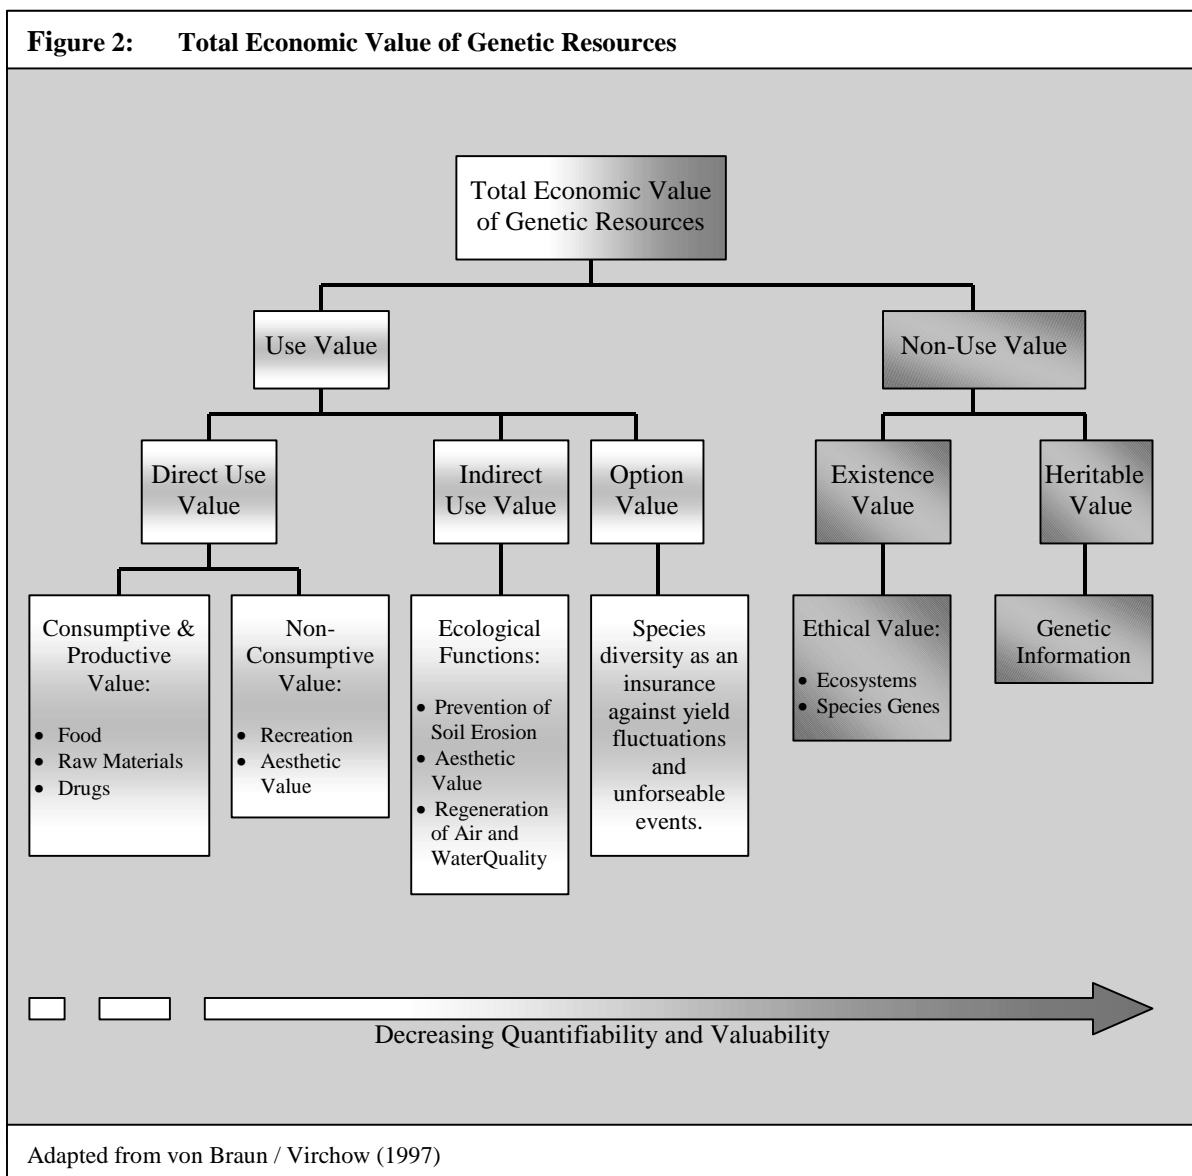 Figure 2: Total Economic Value of Genetic Resources
Total Economic Value
of Genetic Resources
Use Value
Non-Use Value
Direct Use
Value
Indirect
Use Value
Option
Value
Existence
Value
Heritable
Value
Consumptive &
Productive
Value:
• Food
• Raw Materials
• Drugs
Non-
Consumptive
Value:
• Recreation
• Aesthetic
Value
Ecological
Functions:
• Prevention of
Soil Erosion
• Aesthetic
Value
• Regeneration
of Air and
WaterQuality
Species
diversity as an
insurance
against yield
fluctuations
and
unforseable
events.
Ethical Value:
• Ecosystems
• Species Genes
Genetic
Information
Decreasing Quantifiability and Valuability
Adapted from von Braun / Virchow (1997)